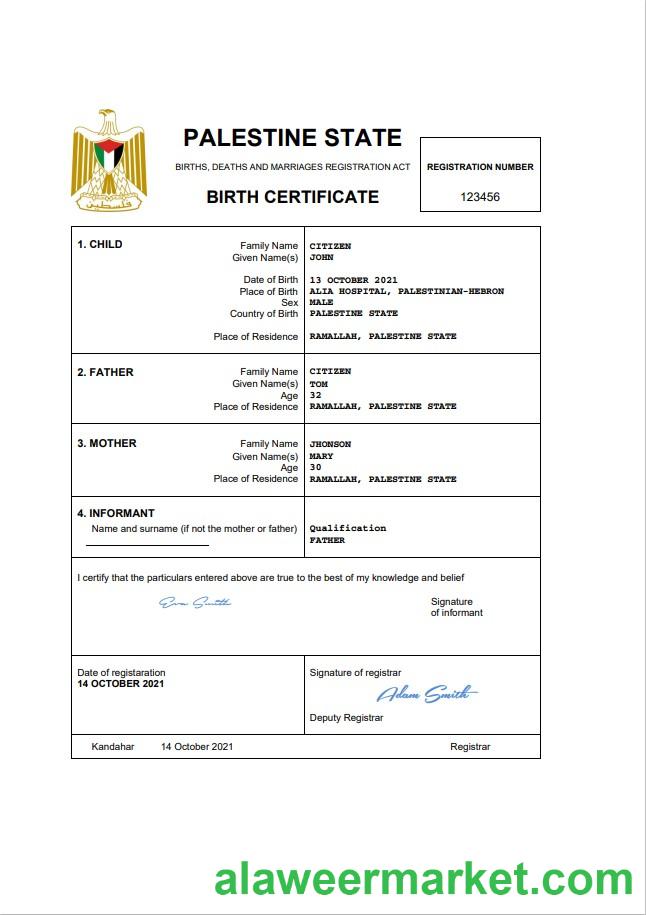 PALESTINE STATE
BIRTHS, DEATHS AND MARRIAGES REGISTRATION ACT
BIRTH CERTIFICATE
REGISTRATION NUMBER
123456
فلسطين
1. CHILD
Family Name CITIZEN
Given Name(s) JOHN
Date of Birth 13 OCTOBER 2021
Place of Birth ALIA HOSPITAL, PALESTINIAN-HEBRON
Sex MALE
Country of Birth PALESTINE STATE
Place of Residence RAMALLAH, PALESTINE STATE
2. FATHER
Family Name CITIZEN
Given Name(s) TOM
Age 32
Place of Residence RAMALLAH, PALESTINE STATE
3. MOTHER
Family Name JHONSON
Given Name(s) MARY
Age 30
Place of Residence RAMALLAH, PALESTINE STATE
4. INFORMANT
Name and surname (if not the mother or father) Qualification
FATHER
I certify that the particulars entered above are true to the best of my knowledge and belief
Eva Smith
Signature
of informant
Date of registaration
14 OCTOBER 2021
Signature of registrar
Adam Smith
Deputy Registrar
Kandahar 14 October 2021 Registrar
alaweermarket.com